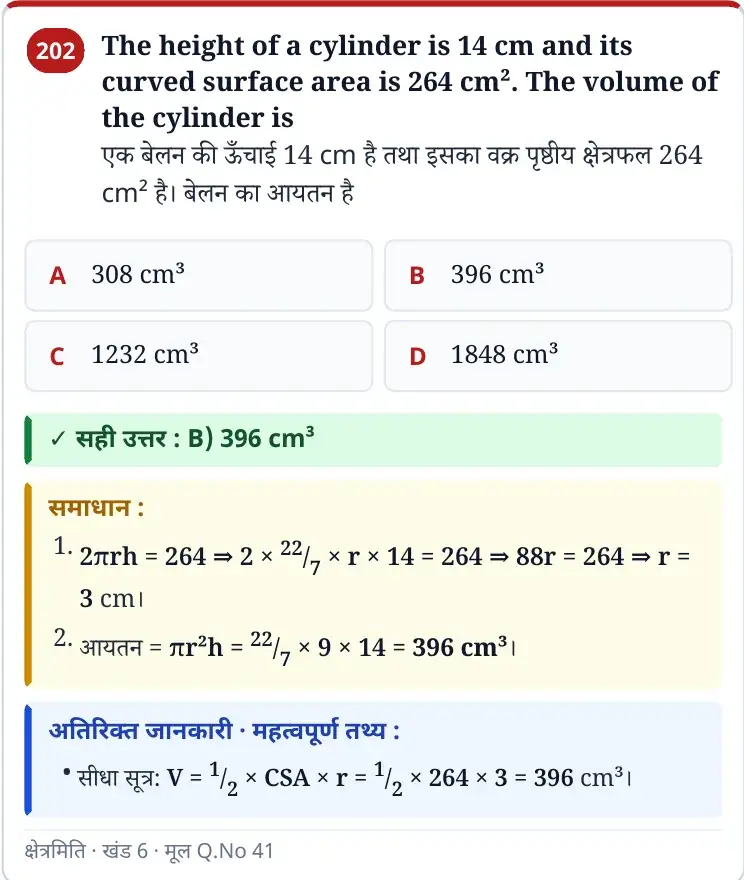 202 The height of a cylinder is 14 cm and its
curved surface area is 264 cm². The volume of
the cylinder is
एक बेलन की ऊँचाई 14 cm है तथा इसका वक्र पृष्ठीय क्षेत्रफल 264
cm² है। बेलन का आयतन है
A 308 cm³
B 396 cm³
C 1232 cm³
D 1848 cm³
✓ सही उत्तर : B) 396 cm³
समाधान :
1. 2πrh = 264 ⇒ 2 × ²²/₇ × r × 14 = 264 ⇒ 88r = 264 ⇒ r =
3 cm।
2. आयतन = πr²h = ²²/₇ × 9 × 14 = 396 cm³।
अतिरिक्त जानकारी · महत्वपूर्ण तथ्य :
• सीधा सूत्र: V = ¹/₂ × CSA × r = ¹/₂ × 264 × 3 = 396 cm³।
क्षेत्रमिति · खंड 6 · मूल Q.No 41